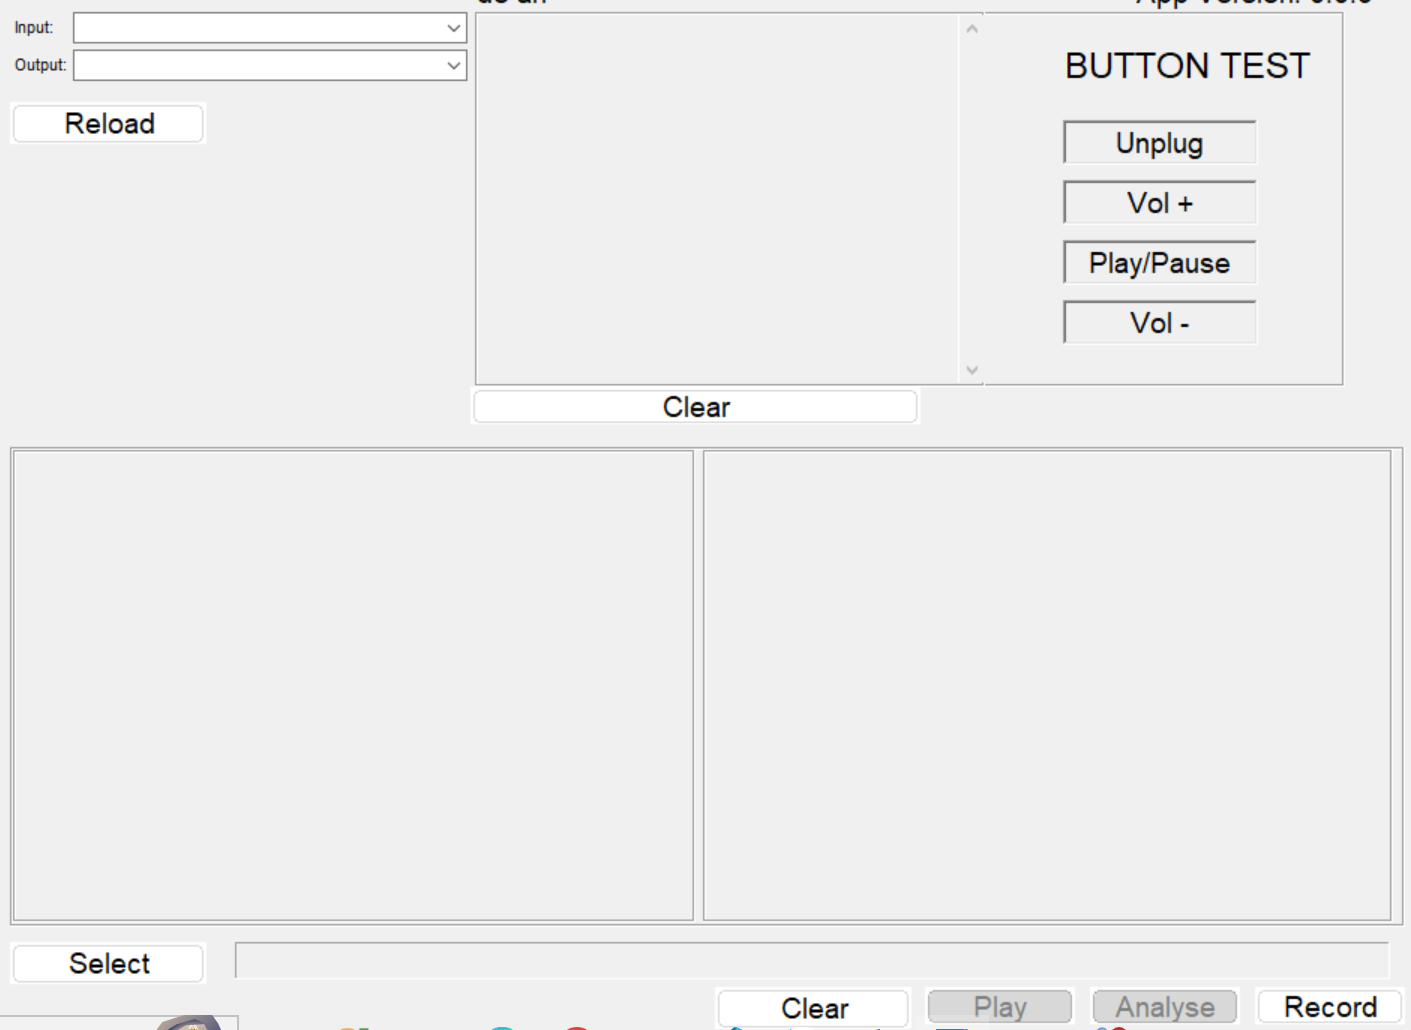 Input:
Output:
Reload
BUTTON TEST
Unplug
Vol +
Play/Pause
Vol -
Clear
Select
Clear
Play
Analyse
Record